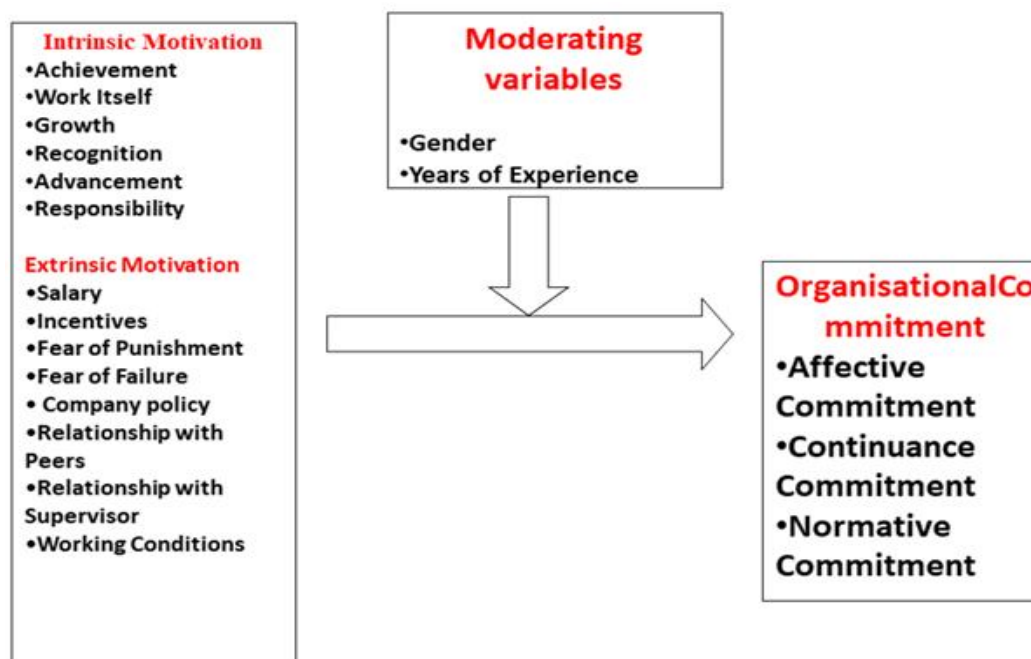 Intrinsic Motivation
•Achievement
•Work Itself
•Growth
•Recognition
•Advancement
•Responsibility
Extrinsic Motivation
•Salary
•Incentives
•Fear of Punishment
•Fear of Failure
• Company policy
•Relationship with
Peers
•Relationship with
Supervisor
•Working Conditions
Moderating
variables
•Gender
•Years of Experience
OrganisationalCo
mmitment
•Affective
Commitment
•Continuance
Commitment
•Normative
Commitment